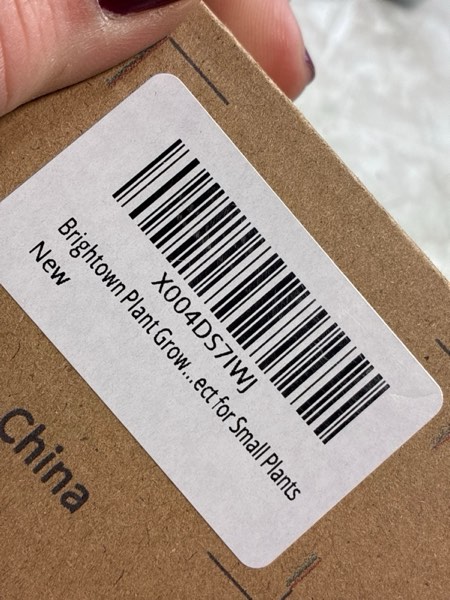 X004DS7IWJ
Brightown Plant Grow...ect for Small Plants
New
China